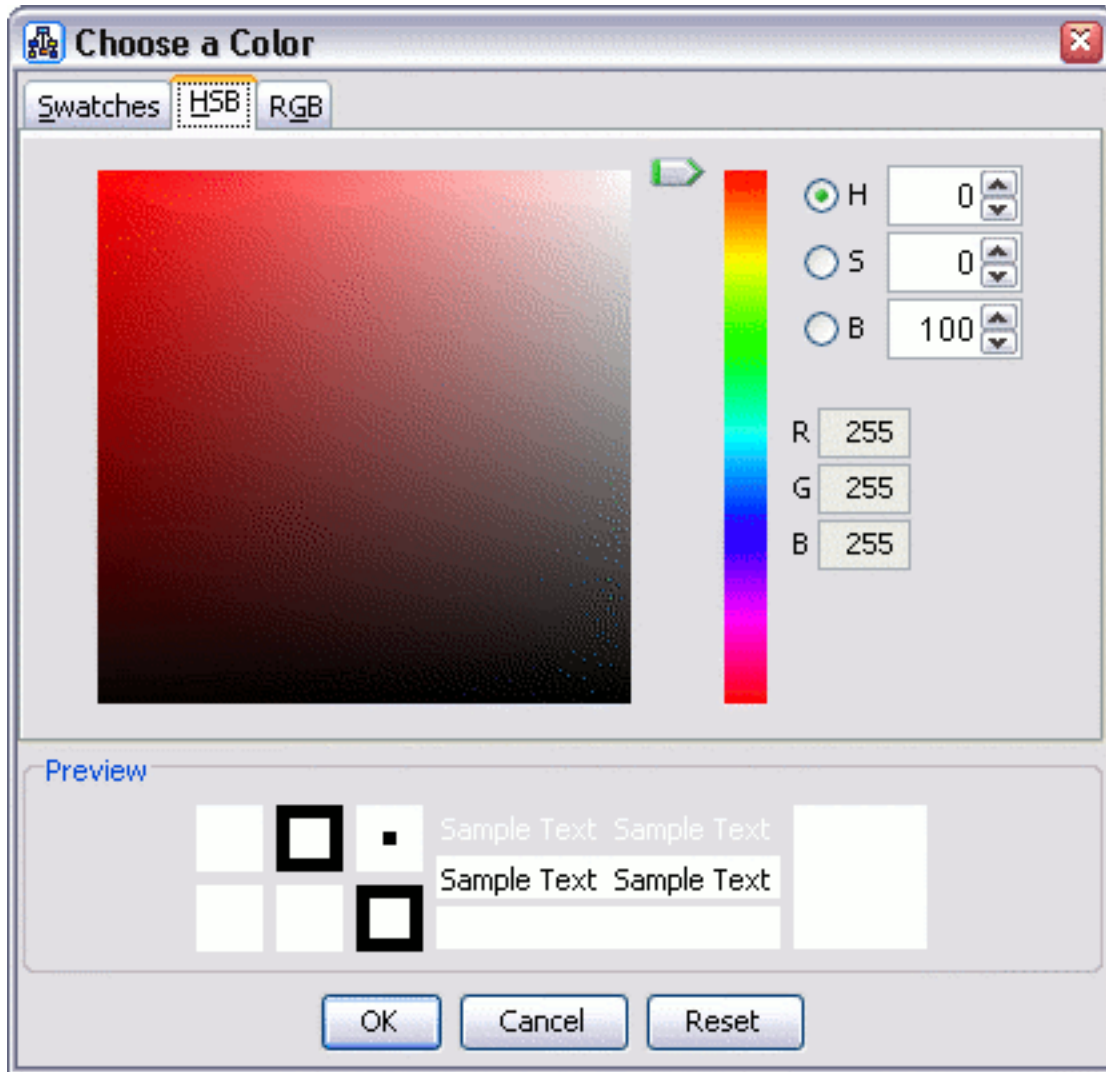 Choose a Color
Swatches HSB RGB
H 0
S 0
B 100
R 255
G 255
B 255
Preview
Sample Text Sample Text
Sample Text Sample Text
OK Cancel Reset